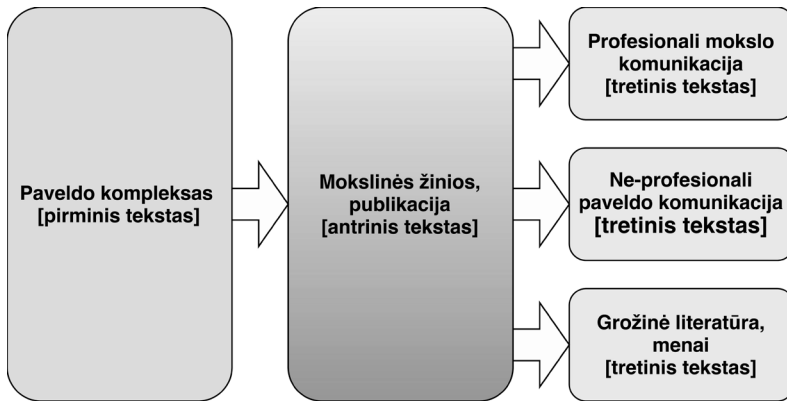 Paveldo kompleksas
[pirminis tekstas]
Mokslinės žinios,
publikacija
[antrinis tekstas]
Profesionali mokslo
komunikacija
[tretinis tekstas]
Ne-profesionali
paveldo komunikacija
[tretinis tekstas]
Grožinė literatūra,
menai
[tretinis tekstas]